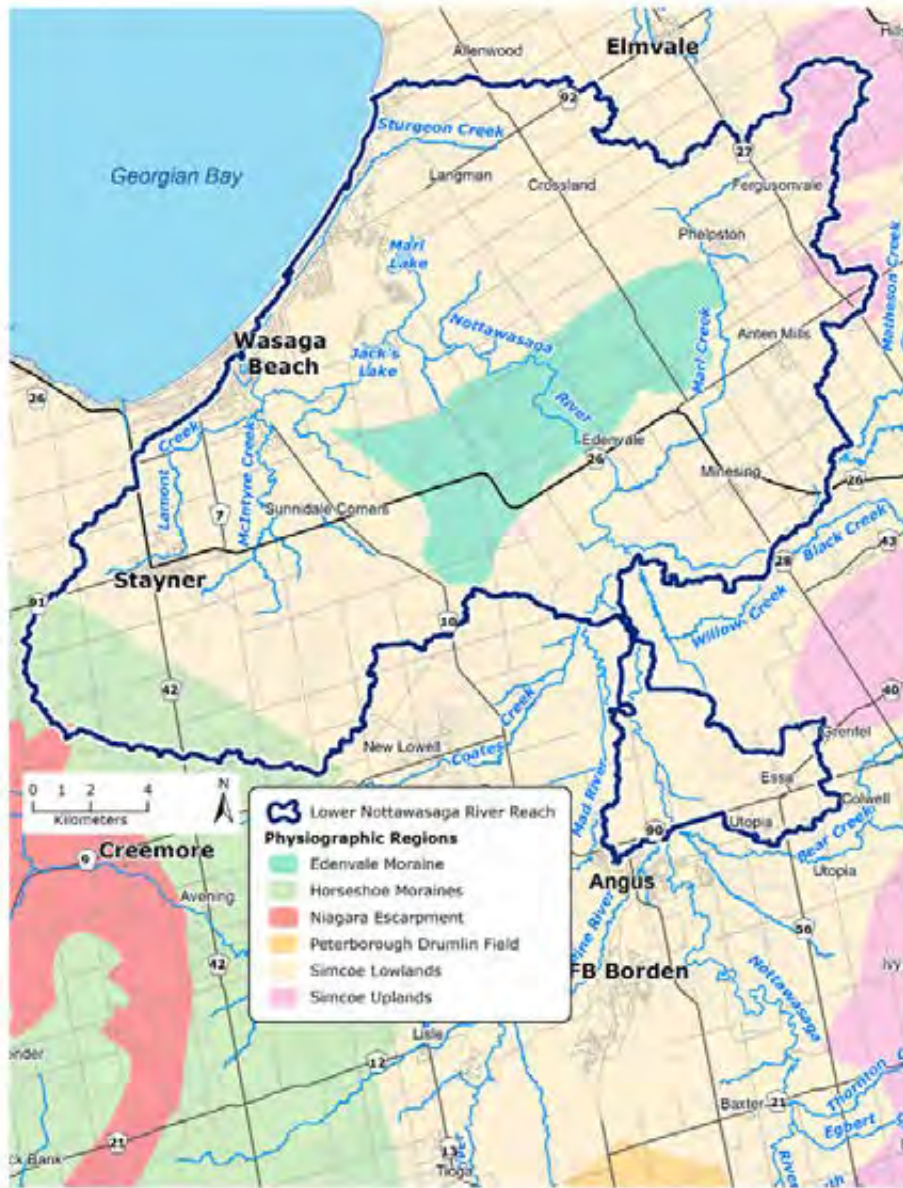 Elmvale
Allenwood
92
Sturgeon Creek
27
Georgian Bay
Langman
Crossland
Fergusonvale
Phelpston
Marl
Lake
Matheson Creek
Nottawasaga
River
Marl Creek
Anten Mills
Wasaga
Beach
Jack's
Lake
26
Edenvale
26
Lamont
Creek
McIntyre Creek
7
Sunnidale Corners
Minesing
26
Stayner
Black Creek
43
28
91
10
Willow Creek
42
40
Grenfel
New Lowell
Coates
Creek
Essa
Colwell
0 1 2 4
Kilometers
N
Mad River
Utopia
90
Bear Creek
Utopia
Creemore
9
Avening
Angus
Lower Nottawasaga River Reach
Physiographic Regions
Edenvale Moraine
Horseshoe Moraines
Niagara Escarpment
Peterborough Drumlin Field
Simcoe Lowlands
Simcoe Uplands
56
42
ine River
FB Borden
Ivy
Nottawasaga
Lisle
12
Baxter
21
Thornton
Egbert
21
ck Bank
13
Tioga
River